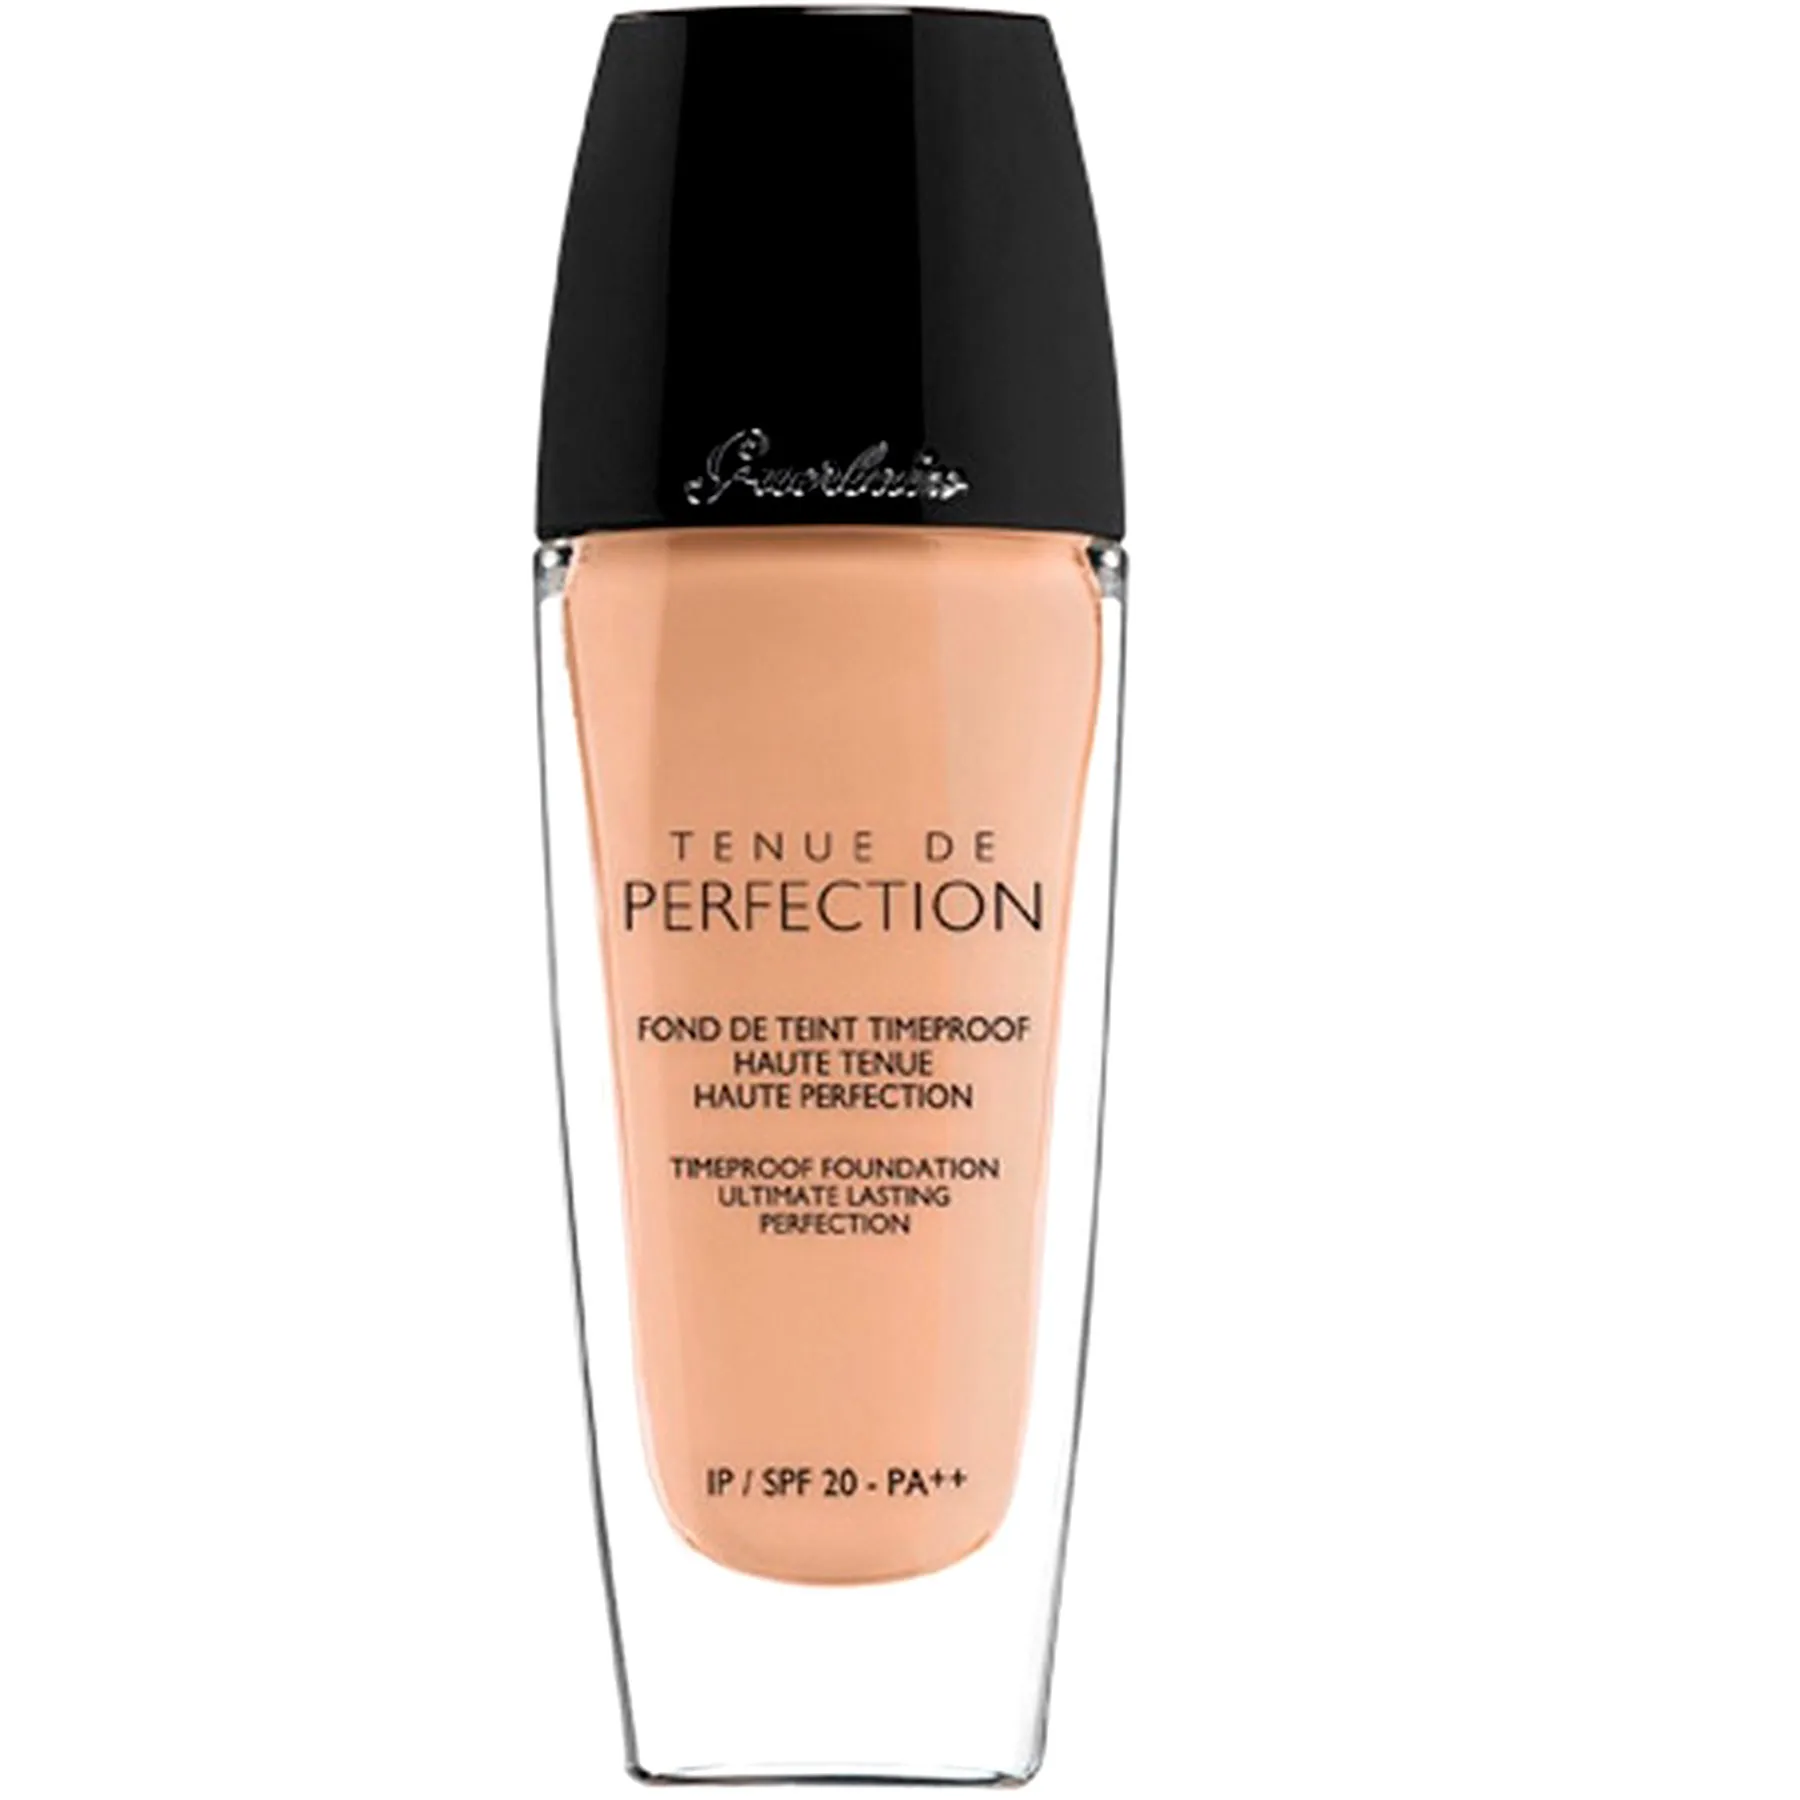 Guerlain
TENUE DE
PERFECTION
FOND DE TEINT TIMEPROOF
HAUTE TENUE
HAUTE PERFECTION
TIMEPROOF FOUNDATION
ULTIMATE LASTING
PERFECTION
IP / SPF 20 - PA++